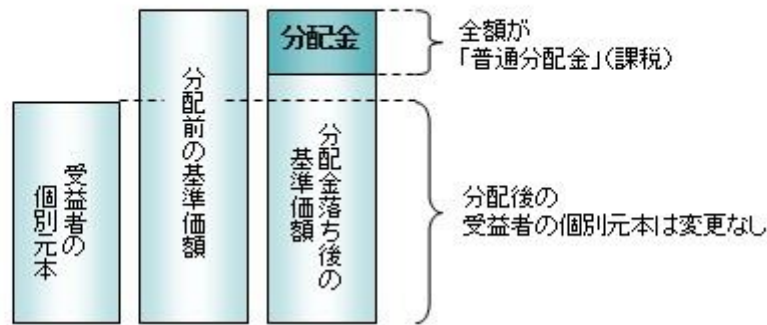 分配金
全額が
「普通分配金」(課税)
受益者の
個別元本
分配前の基準価額
分配金落ち後の
基準価額
分配後の
受益者の個別元本は変更なし